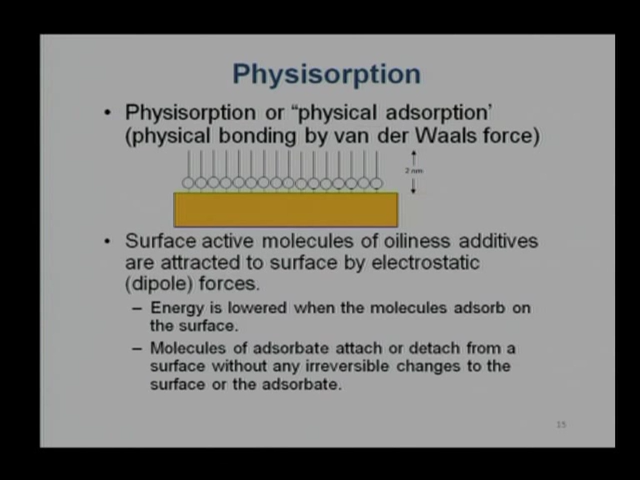 Physisorption
• Physisorption or “physical adsorption’
(physical bonding by van der Waals force)
2 nm
• Surface active molecules of oiliness additives
are attracted to surface by electrostatic
(dipole) forces.
– Energy is lowered when the molecules adsorb on
the surface.
– Molecules of adsorbate attach or detach from a
surface without any irreversible changes to the
surface or the adsorbate.
15